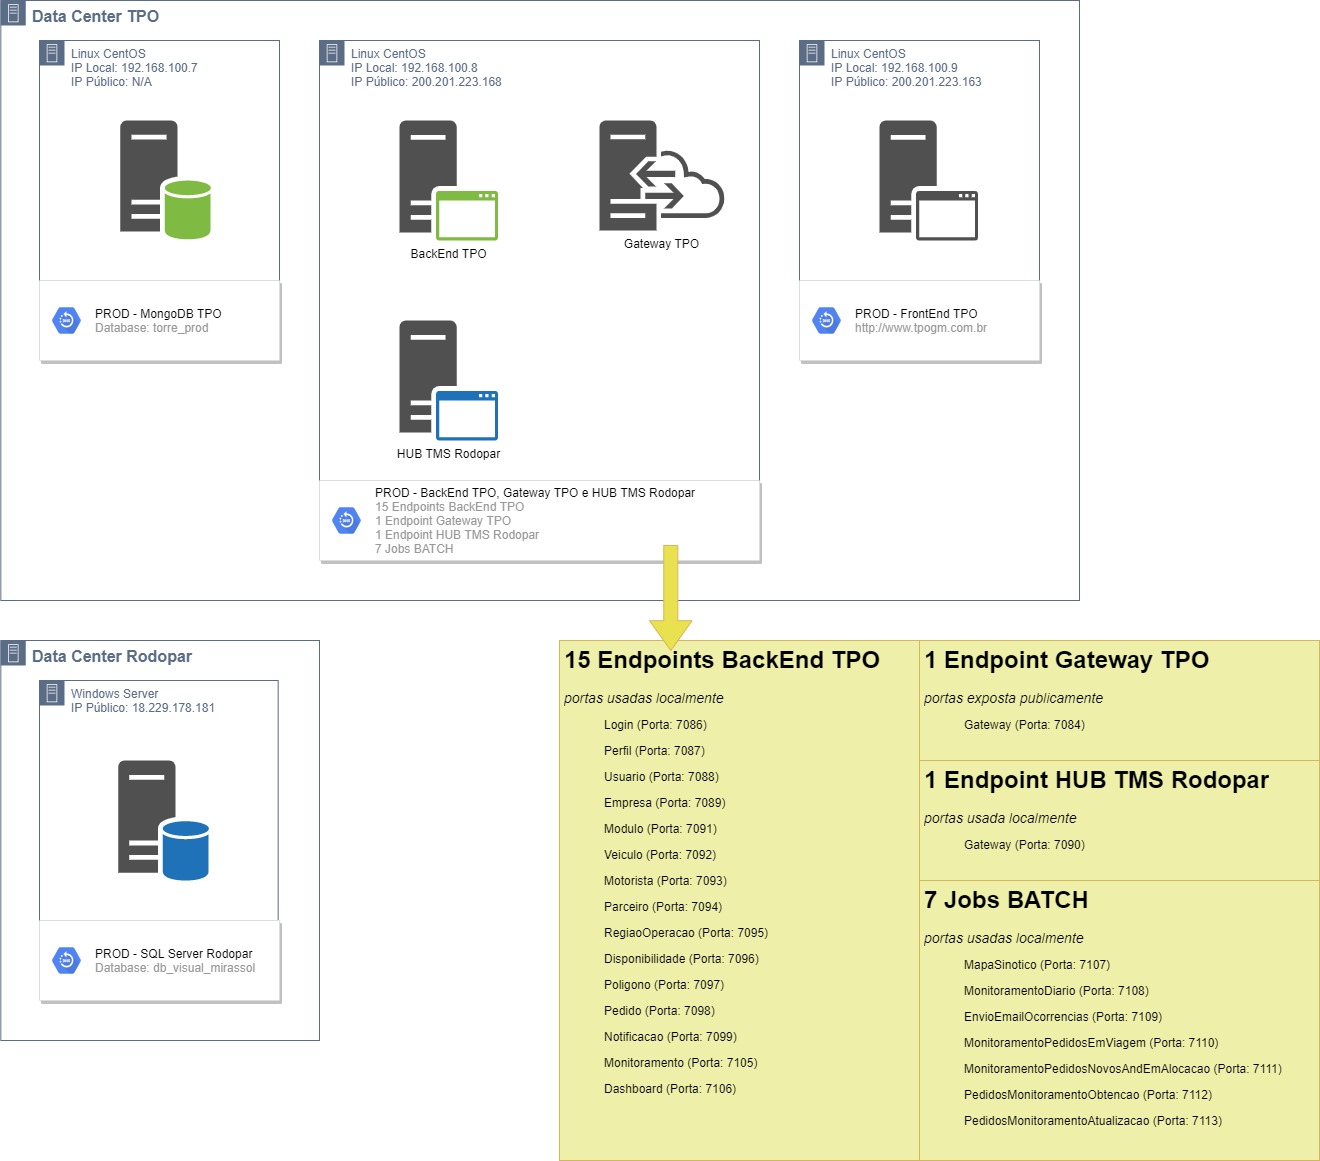 Data Center TPO
Linux CentOS
IP Local: 192.168.100.7
IP Público: N/A
PROD - MongoDB TPO
Database: torre_prod
Linux CentOS
IP Local: 192.168.100.8
IP Público: 200.201.223.168
BackEnd TPO
Gateway TPO
HUB TMS Rodopar
PROD - BackEnd TPO, Gateway TPO e HUB TMS Rodopar
15 Endpoints BackEnd TPO
1 Endpoint Gateway TPO
1 Endpoint HUB TMS Rodopar
7 Jobs BATCH
Linux CentOS
IP Local: 192.168.100.9
IP Público: 200.201.223.163
PROD - FrontEnd TPO
http://www.tpogm.com.br
Data Center Rodopar
Windows Server
IP Público: 18.229.178.181
PROD - SQL Server Rodopar
Database: db_visual_mirassol
15 Endpoints BackEnd TPO
portas usadas localmente
Login (Porta: 7086)
Perfil (Porta: 7087)
Usuario (Porta: 7088)
Empresa (Porta: 7089)
Modulo (Porta: 7091)
Veiculo (Porta: 7092)
Motorista (Porta: 7093)
Parceiro (Porta: 7094)
RegiaoOperacao (Porta: 7095)
Disponibilidade (Porta: 7096)
Poligono (Porta: 7097)
Pedido (Porta: 7098)
Notificacao (Porta: 7099)
Monitoramento (Porta: 7105)
Dashboard (Porta: 7106)
1 Endpoint Gateway TPO
portas exposta publicamente
Gateway (Porta: 7084)
1 Endpoint HUB TMS Rodopar
portas usada localmente
Gateway (Porta: 7090)
7 Jobs BATCH
portas usadas localmente
MapaSinotico (Porta: 7107)
MonitoramentoDiario (Porta: 7108)
EnvioEmailOcorrencias (Porta: 7109)
MonitoramentoPedidosEmViagem (Porta: 7110)
MonitoramentoPedidosNovosAndEmAlocacao (Porta: 7111)
PedidosMonitoramentoObtencao (Porta: 7112)
PedidosMonitoramentoAtualizacao (Porta: 7113)